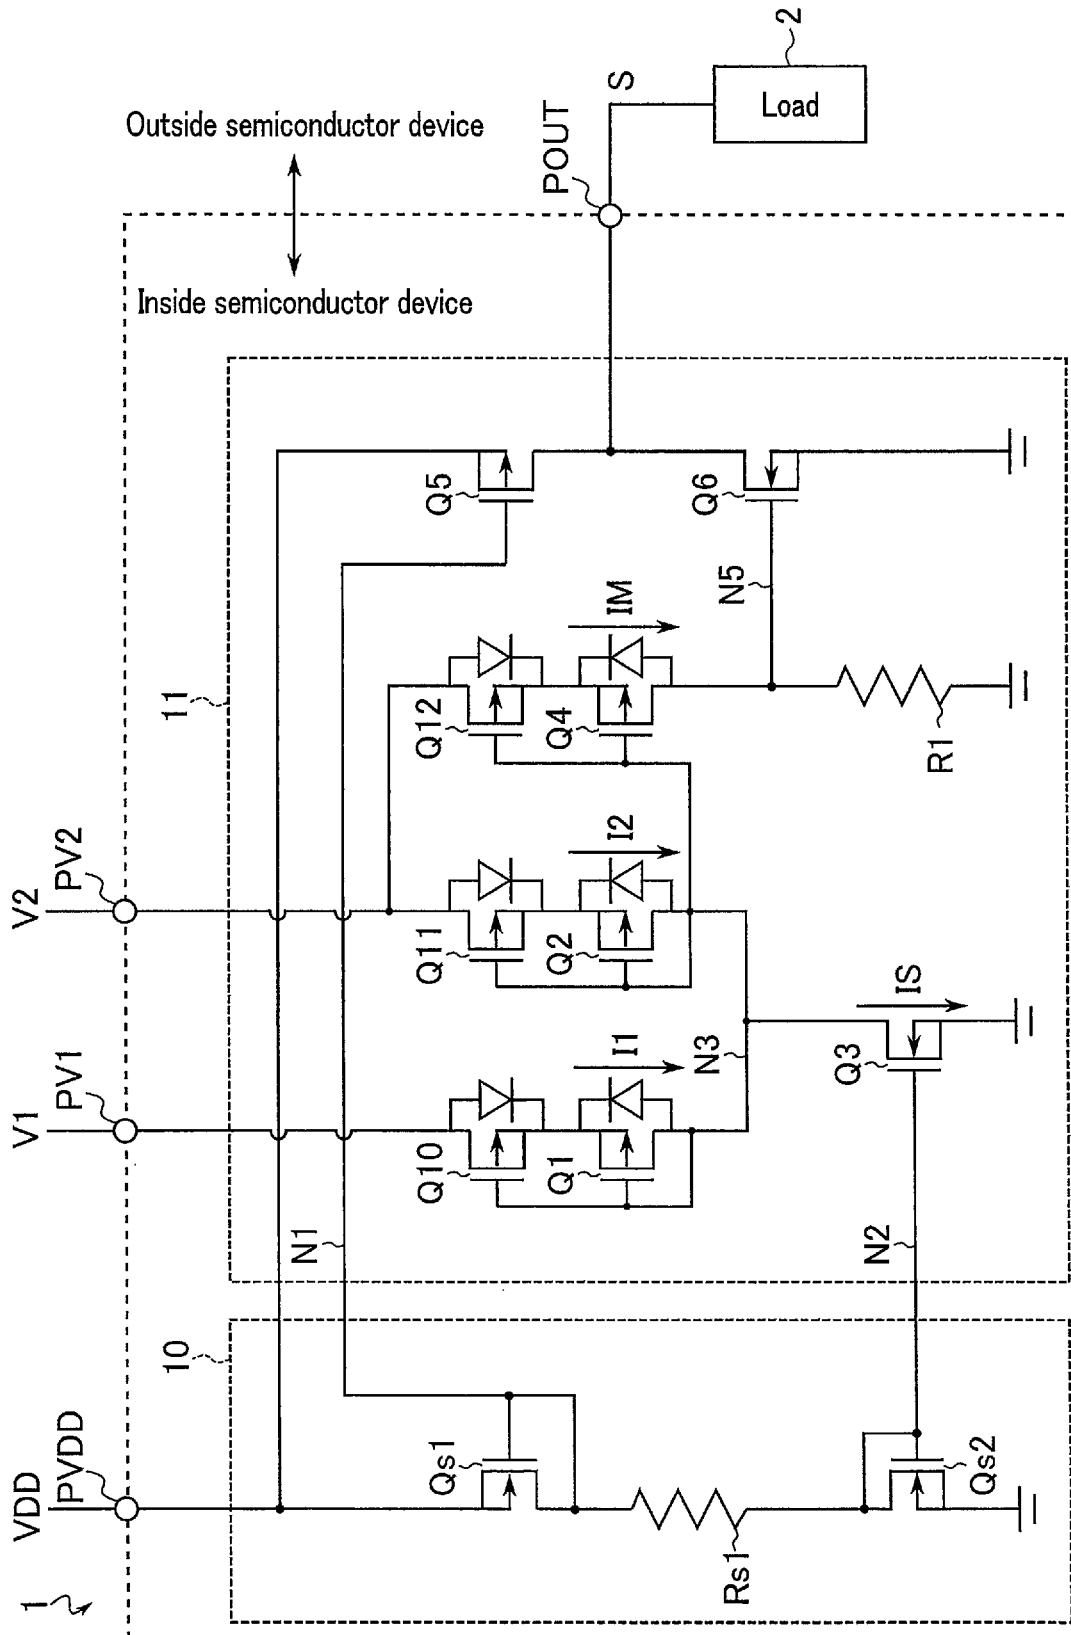 1
VDD
PVDD
V1
PV1
V2
PV2
Outside semiconductor device
Inside semiconductor device
POUT
S
Load
2
10
11
N1
Qs1
Rs1
Qs2
N2
Q10
Q1
I1
N3
Q11
Q2
I2
Q3
IS
Q12
Q4
IM
N5
R1
Q5
Q6